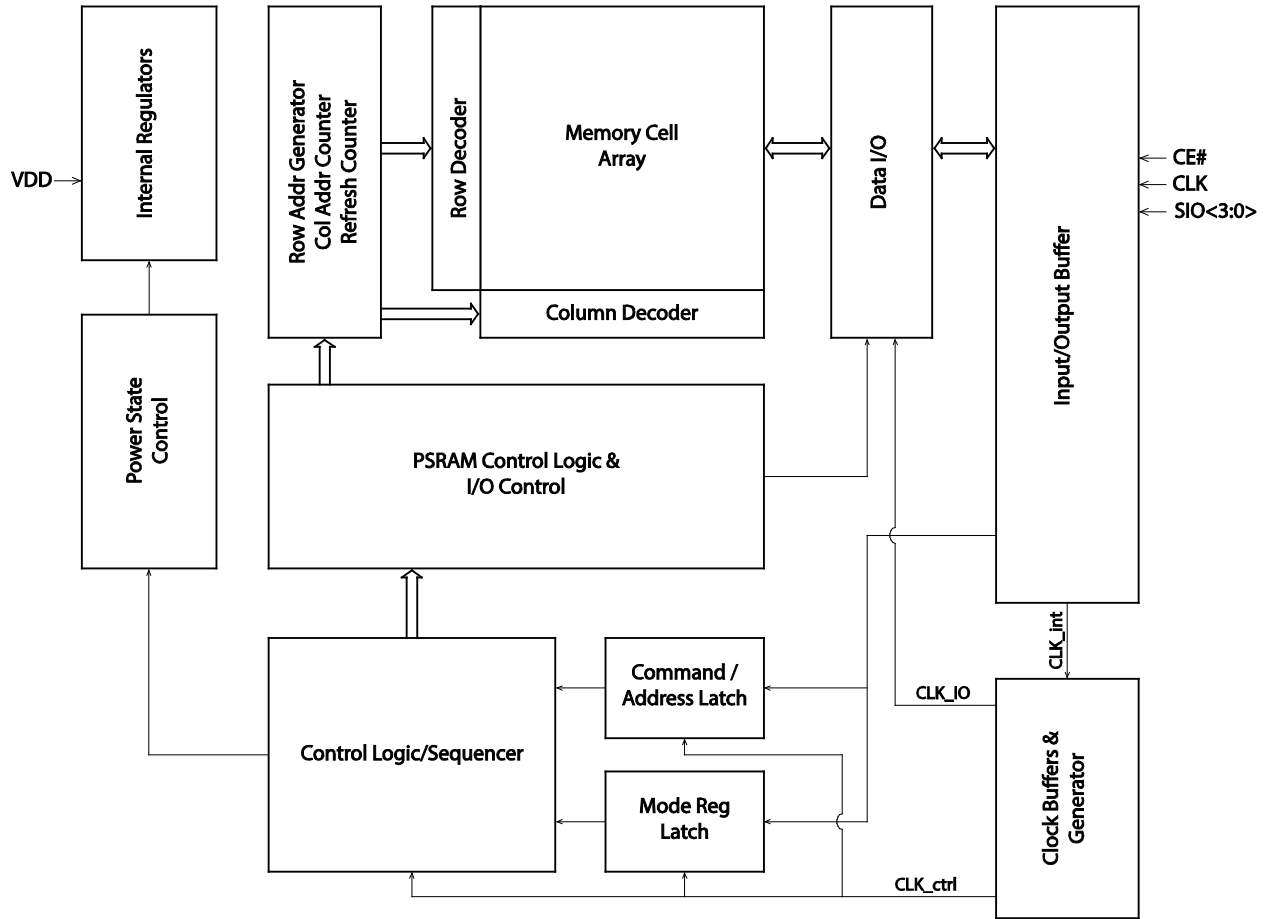 Internal Regulators
VDD
Row Addr Generator
Col Addr Counter
Refresh Counter
Row Decoder
Memory Cell
Array
Column Decoder
Data I/O
Input/Output Buffer
CE#
CLK
SIO<3:0>
Power State
Control
PSRAM Control Logic &
I/O Control
CLK_int
Control Logic/Sequencer
Command /
Address Latch
Mode Reg
Latch
CLK_IO
CLK_ctrl
Clock Buffers &
Generator